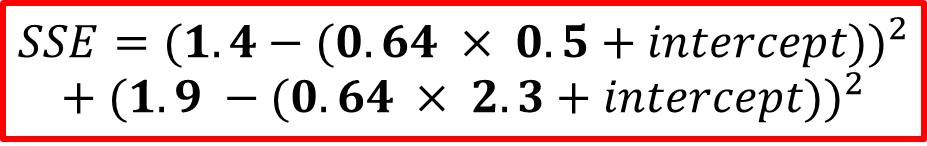 SSE = (1.4 − (0.64 × 0.5 + intercept))²
+ (1.9 − (0.64 × 2.3 + intercept))²